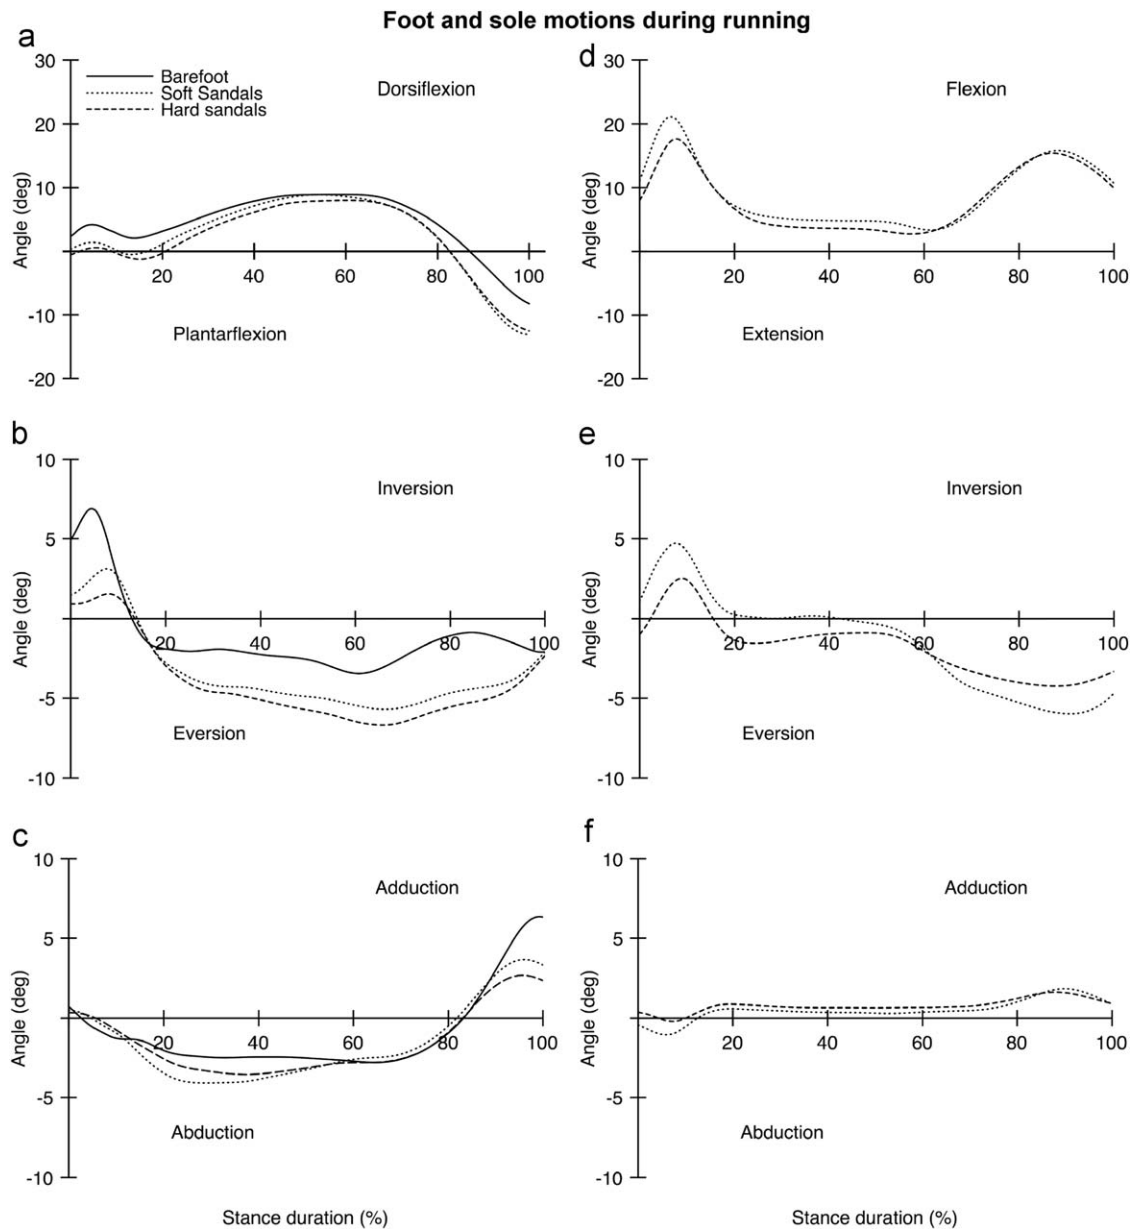 Foot and sole motions during running
a
30
20
10
-10
-20
20
40
60
80
100
Angle (deg)
Barefoot
Soft Sandals
Hard sandals
Dorsiflexion
Plantarflexion
d
30
20
10
-10
-20
20
40
60
80
100
Angle (deg)
Flexion
Extension
b
10
5
-5
-10
20
40
60
80
100
Angle (deg)
Inversion
Eversion
e
10
5
-5
-10
20
40
60
80
100
Angle (deg)
Inversion
Eversion
c
10
5
-5
-10
20
40
60
80
100
Angle (deg)
Adduction
Abduction
Stance duration (%)
f
10
5
-5
-10
20
40
60
80
100
Angle (deg)
Adduction
Abduction
Stance duration (%)